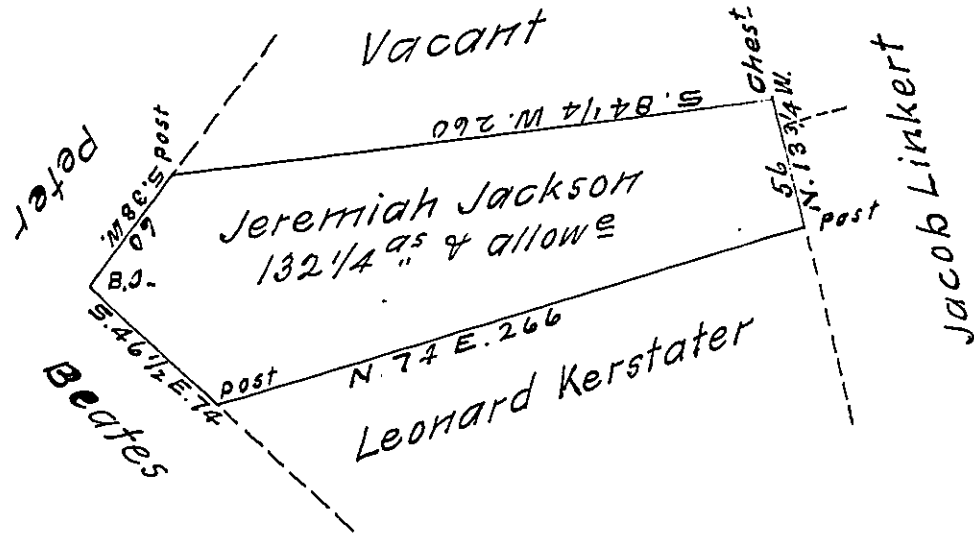 Vacant
Chest-
S. 84 1/4 W. 260
Peter
post
S. 38 W.
60
56
N. 13 3/4 W.
Jacob Linkert
Jeremiah Jackson
132 1/4 as & allowe
post
B.O-
S. 46 1/2 E. 74
post
N. 74 E. 266
Leonard Kerstater
Beates